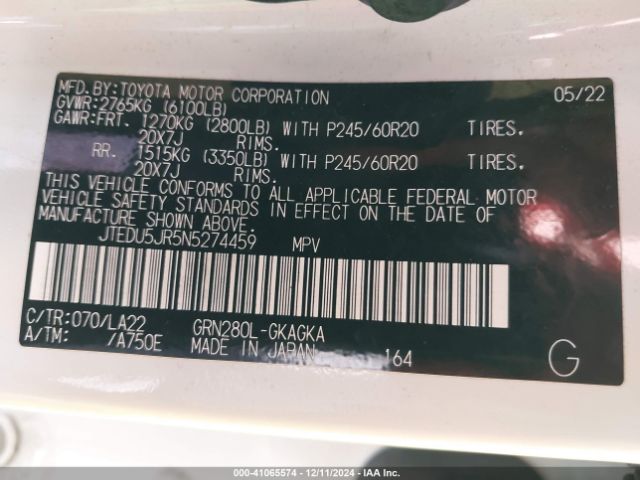 MFD.BY:TOYOTA MOTOR CORPORATION 05/22
GVWR:2765KG (6100LB)
GAWR:FRT. 1270KG (2800LB) WITH P245/60R20 TIRES.
20X7J RIMS.
RR. 1515KG (3350LB) WITH P245/60R20 TIRES.
20X7J RIMS.
THIS VEHICLE CONFORMS TO ALL APPLICABLE FEDERAL MOTOR
VEHICLE SAFETY STANDARDS IN EFFECT ON THE DATE OF
MANUFACTURE SHOWN ABOVE.
JTEDU5JR5N5274459 MPV
C/TR:070/LA22 GRN280L-GKAGKA
A/TM: /A750E MADE IN JAPAN 164 G
000-41065574 | 12/11/2024 | IAA Inc.